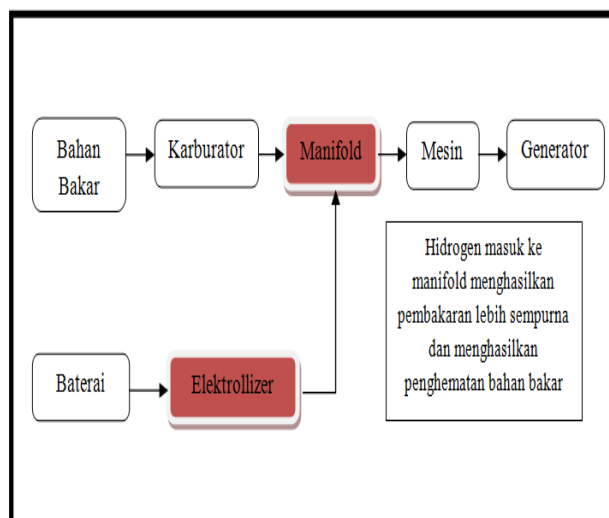 Bahan
Bakar
Karburator
Manifold
Mesin
Generator
Hidrogen masuk ke
manifold menghasilkan
pembakaran lebih sempurna
dan menghasilkan
penghematan bahan bakar
Baterai
Elektrollizer